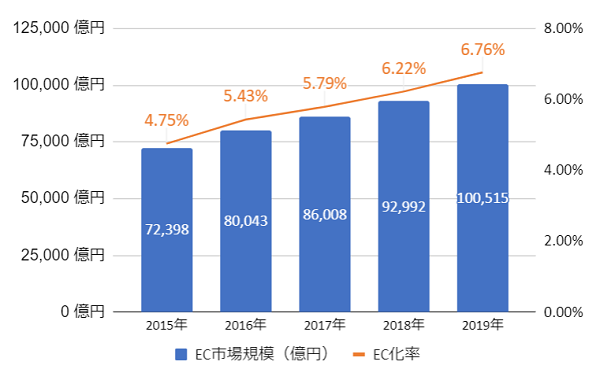 125,000 億円
100,000 億円
75,000 億円
50,000 億円
25,000 億円
0 億円
8.00%
6.00%
4.00%
2.00%
0.00%
4.75%
5.43%
5.79%
6.22%
6.76%
72,398
80,043
86,008
92,992
100,515
2015年
2016年
2017年
2018年
2019年
EC市場規模（億円）
EC化率